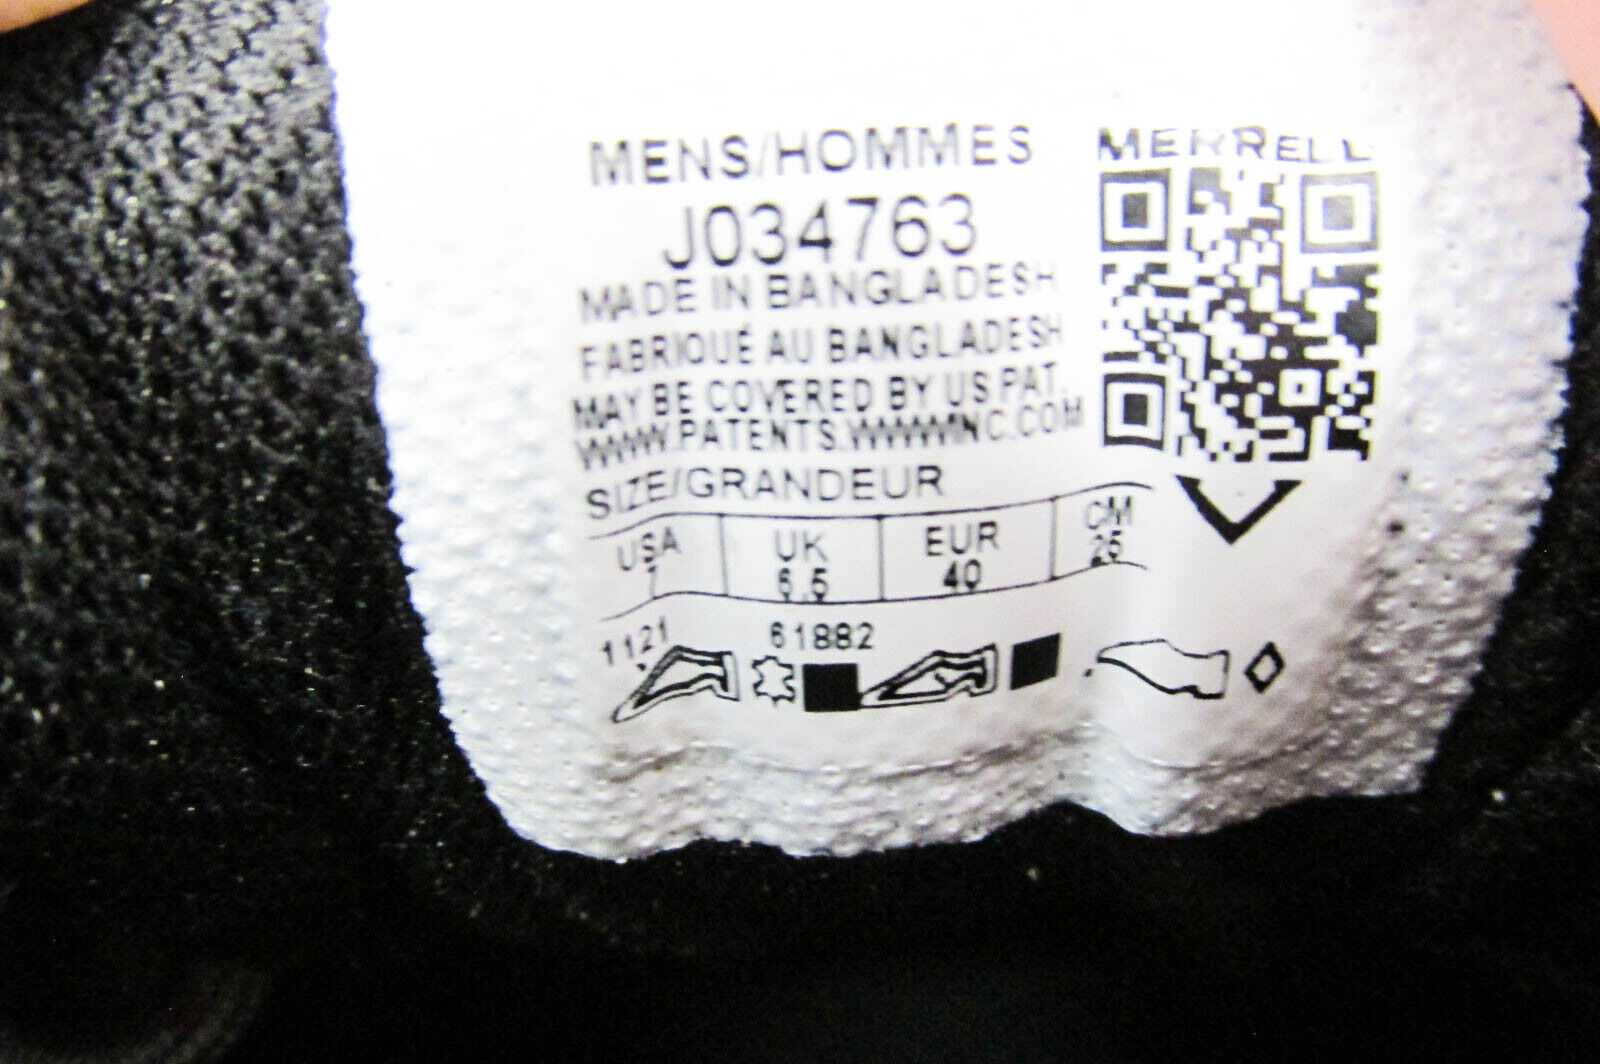 MENS/HOMMES
J034763
MADE IN BANGLADESH
FABRIQUÉ AU BANGLADESH
MAY BE COVERED BY US PAT.
WWW.PATENTS.WWWINC.COM
SIZE/GRANDEUR
USA UK EUR CM
7 6.5 40 25
1121 61882
MERRELL